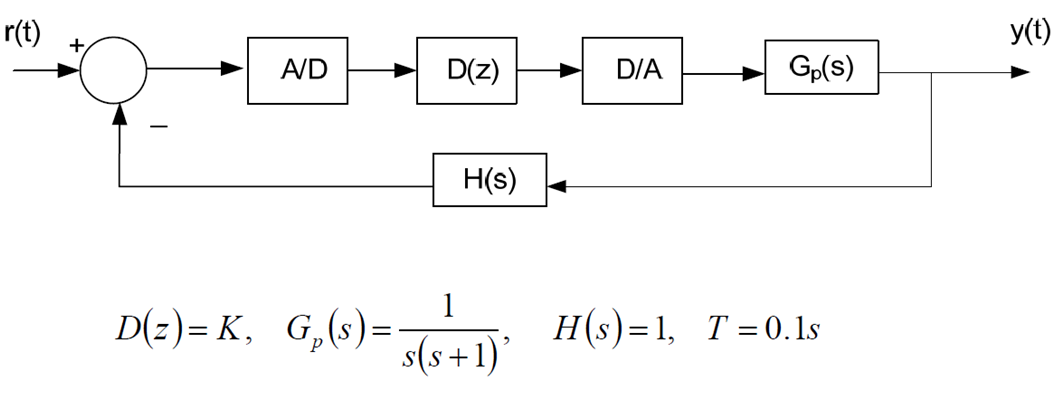 r(t)
y(t)
+
A/D
D(z)
D/A
Gₚ(s)
−
H(s)
D(z) = K, Gₚ(s) = 1/(s(s+1)), H(s) = 1, T = 0.1s